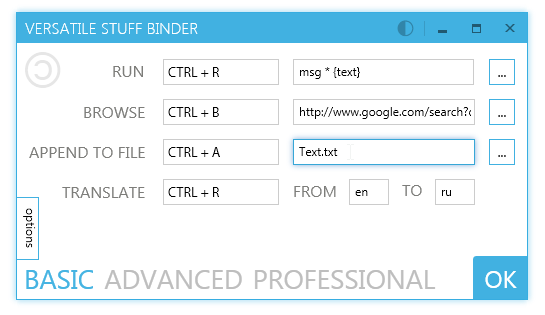 VERSATILE STUFF BINDER
RUN CTRL + R msg * {text} ...
BROWSE CTRL + B http://www.google.com/search?q ...
APPEND TO FILE CTRL + A Text.txt ...
TRANSLATE CTRL + R FROM en TO ru
options
BASIC ADVANCED PROFESSIONAL OK